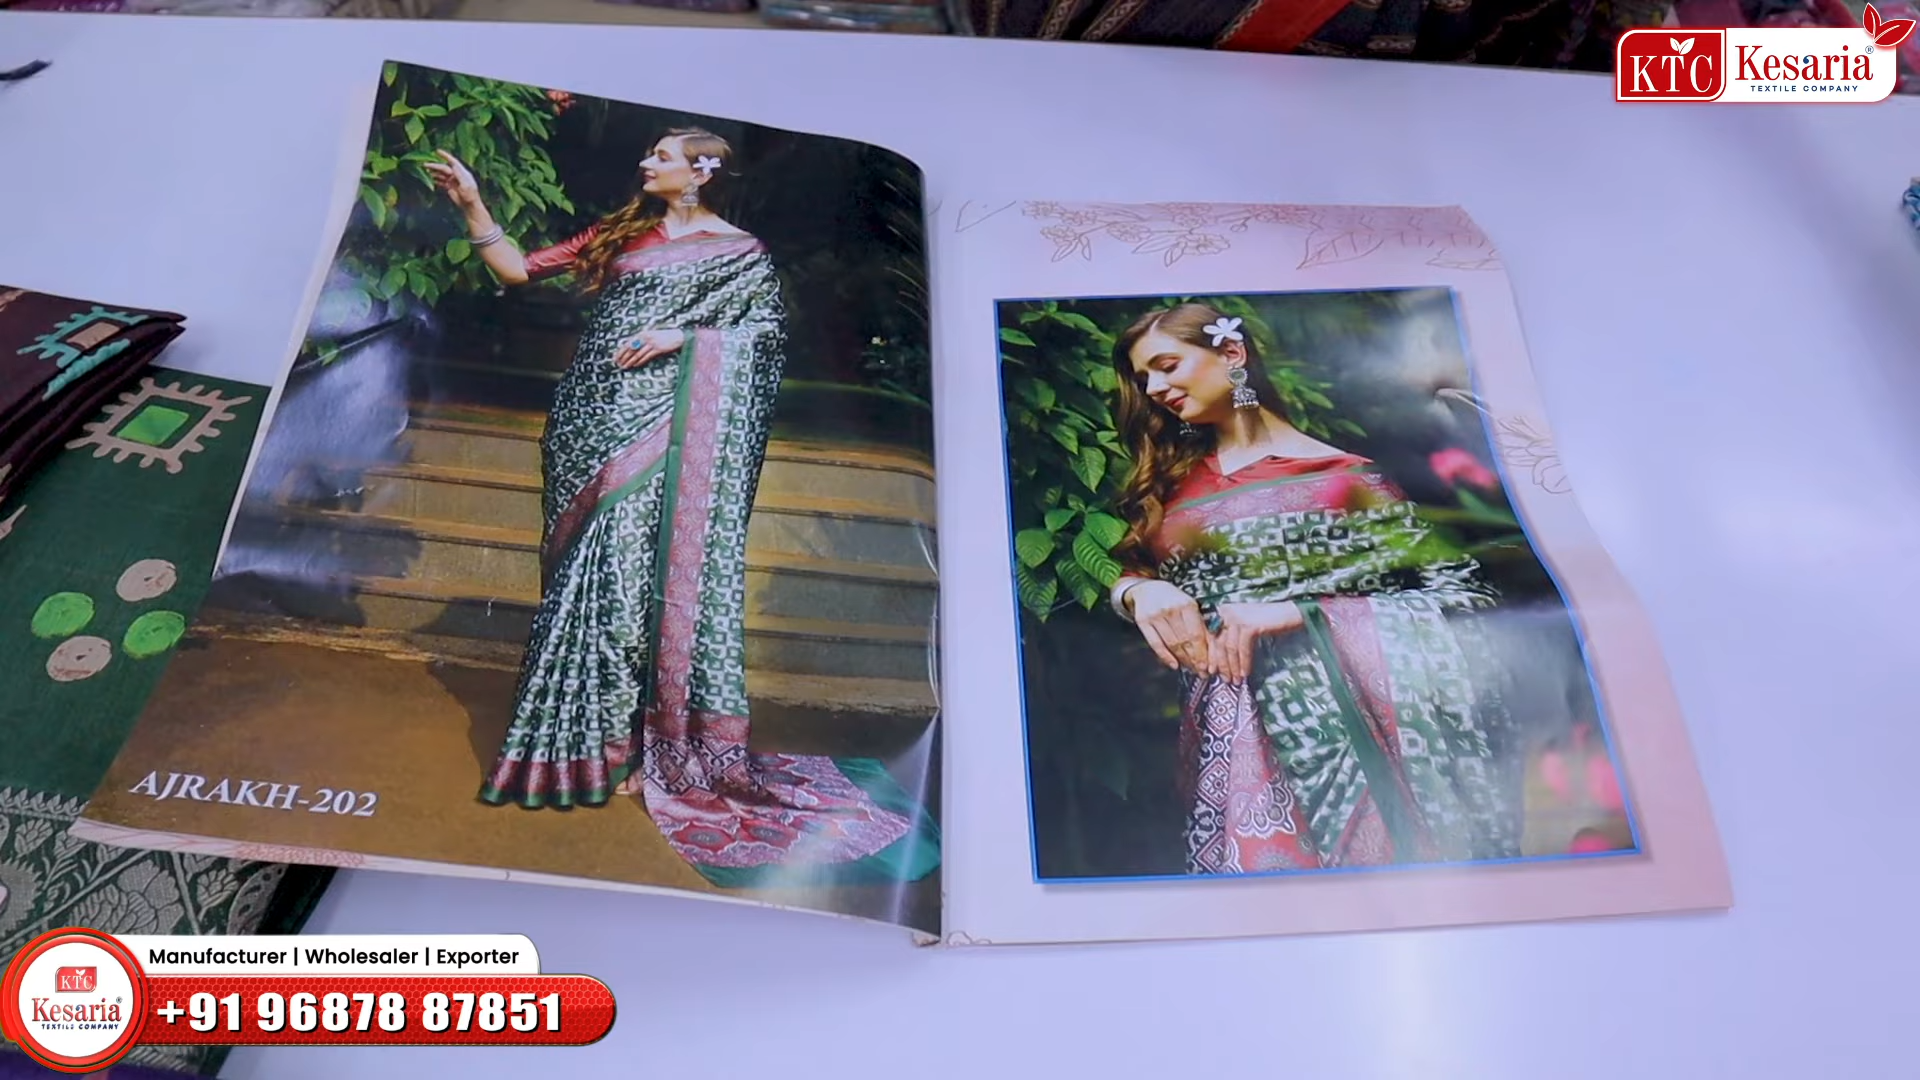 KTC Kesaria®
TEXTILE COMPANY
AJRAKH-202
KTC
Kesaria®
TEXTILE COMPANY
Manufacturer | Wholesaler | Exporter
+91 96878 87851